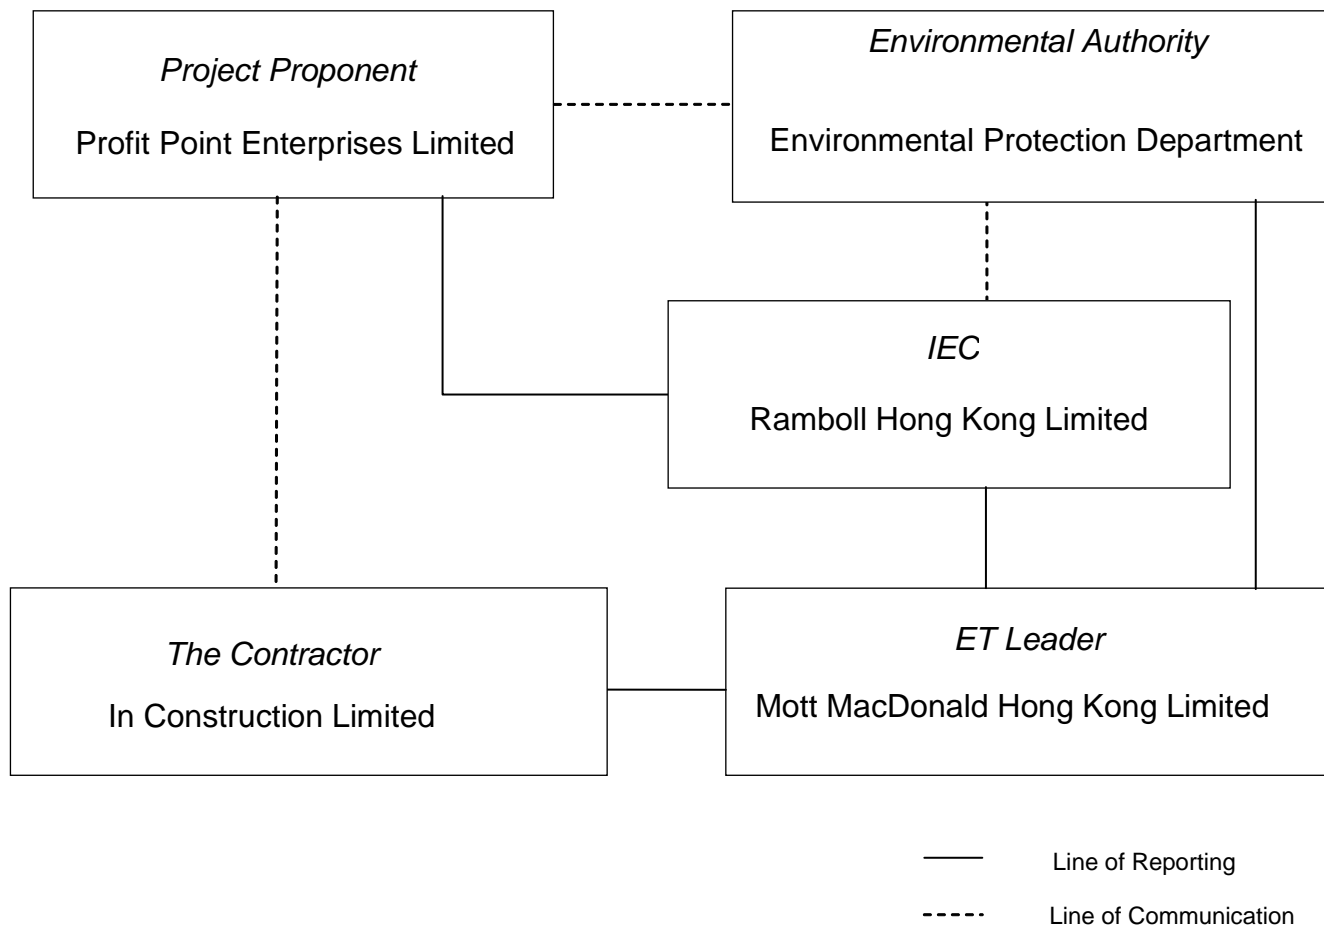 Project Proponent
Profit Point Enterprises Limited
Environmental Authority
Environmental Protection Department
IEC
Ramboll Hong Kong Limited
The Contractor
In Construction Limited
ET Leader
Mott MacDonald Hong Kong Limited
Line of Reporting
Line of Communication